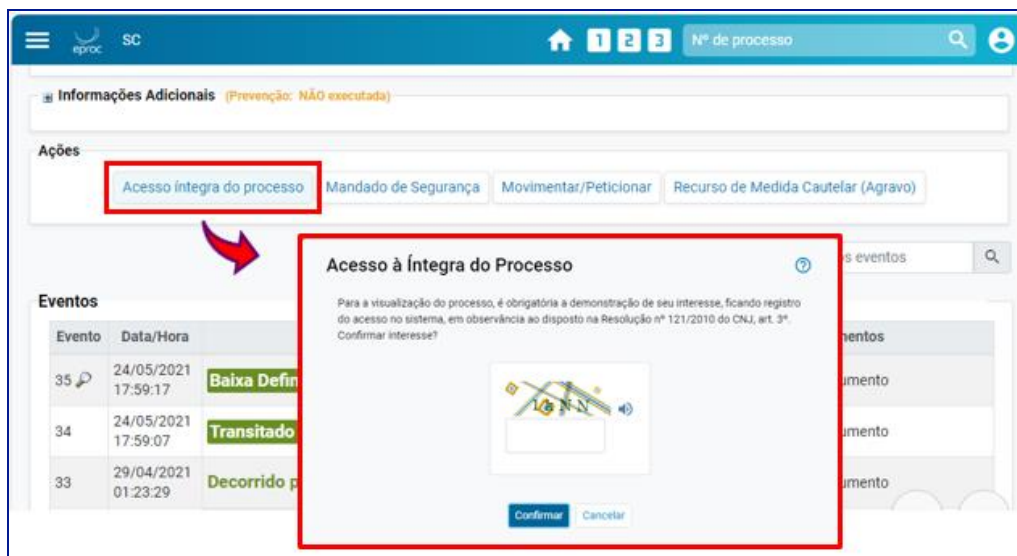 eproc SC 1 2 3 Nº de processo
Informações Adicionais (Prevenção: NÃO executada)
Ações
Acesso íntegra do processo Mandado de Segurança Movimentar/Peticionar Recurso de Medida Cautelar (Agravo)
Acesso à Íntegra do Processo
s eventos
Para a visualização do processo, é obrigatória a demonstração de seu interesse, ficando registro
do acesso no sistema, em observância ao disposto na Resolução nº 121/2010 do CNJ, art. 3º.
Confirmar interesse?
Confirmar Cancelar
Eventos
Evento Data/Hora mentos
35 24/05/2021 17:59:17 Baixa Defin umento
34 24/05/2021 17:59:07 Transitado umento
33 29/04/2021 01:23:29 Decorrido p umento